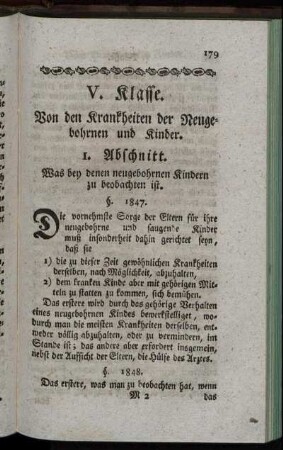 179
V. Klasse.
Von den Krankheiten der Neuge-
bohrnen und Kinder.
1. Abschnitt.
Was bey denen neugebohrnen Kindern
zu beobachten ist.
§. 1847.
Die vornehmste Sorge der Eltern für ihre
neugebohrne und saugende Kinder
muß insonderheit dahin gerichtet seyn,
daß sie
1) die zu dieser Zeit gewöhnlichen Krankheiten
derselben, nach Möglichkeit, abzuhalten,
2) dem kranken Kinde aber mit gehörigen Mit-
teln zu statten zu kommen, sich bemühen.
Das erstere wird durch das gehörige Verhalten
eines neugebohrnen Kindes bewerkstelliget, wo-
durch man die meisten Krankheiten derselben, ent-
weder völlig abzuhalten, oder zu vermindern, im
Stande ist; das andere aber erfordert insgemein,
nebst der Aufsicht der Eltern, die Hülfe des Arztes.
§. 1848.
Das erstere, was man zu beobachten hat, wenn
M 2 das